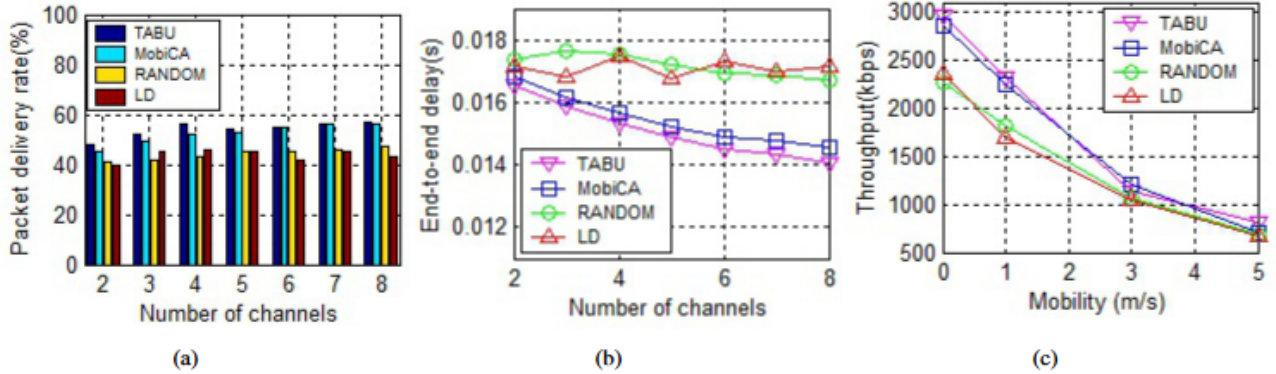 Packet delivery rate(%)
100
80
60
40
20
0
TABU
MobiCA
RANDOM
LD
2 3 4 5 6 7 8
Number of channels
(a)
End-to-end delay(s)
0.018
0.016
0.014
0.012
TABU
MobiCA
RANDOM
LD
2 4 6 8
Number of channels
(b)
Throughput(kbps)
3000
2500
2000
1500
1000
500
TABU
MobiCA
RANDOM
LD
0 1 2 3 4 5
Mobility (m/s)
(c)